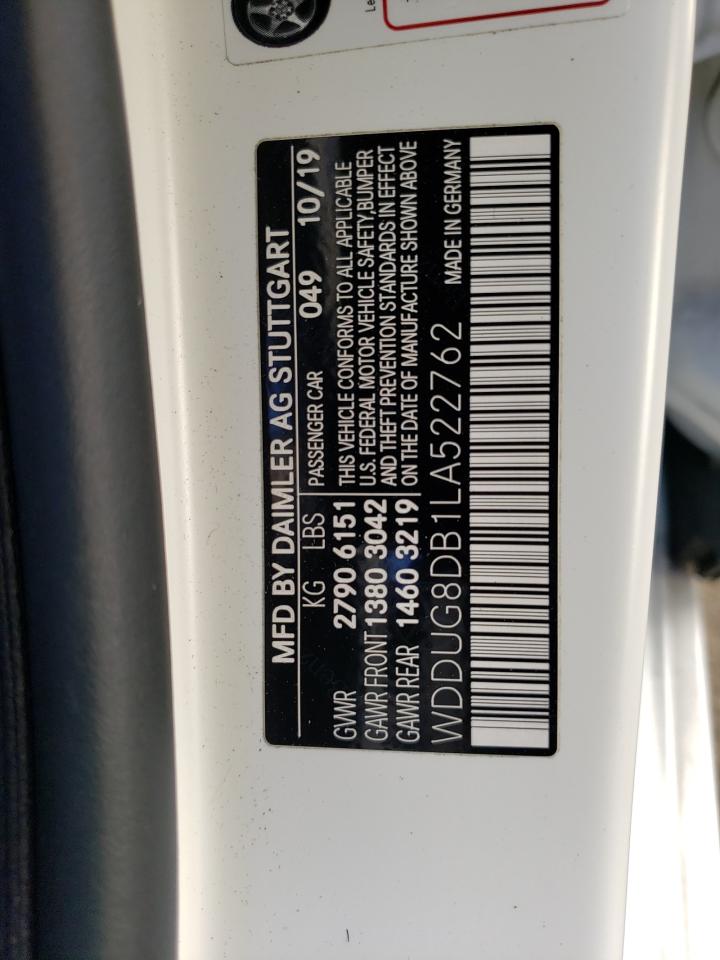 Le
MFD BY DAIMLER AG STUTTGART
KG LBS
PASSENGER CAR 049 10/19
GVWR 2790 6151
GAWR FRONT 1380 3042
GAWR REAR 1460 3219
THIS VEHICLE CONFORMS TO ALL APPLICABLE
U.S. FEDERAL MOTOR VEHICLE SAFETY,BUMPER
AND THEFT PREVENTION STANDARDS IN EFFECT
ON THE DATE OF MANUFACTURE SHOWN ABOVE
WDDUG8DB1LA522762 MADE IN GERMANY